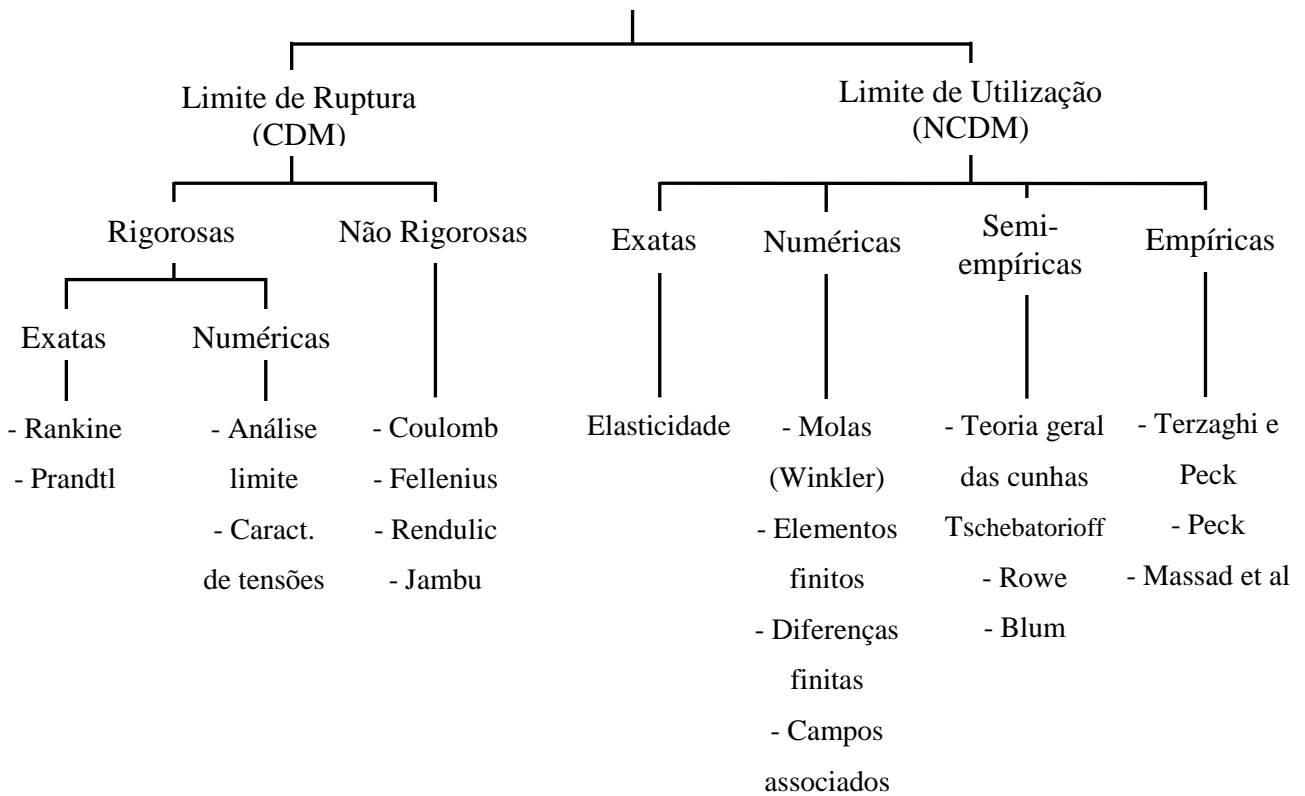 Limite de Ruptura
(CDM)
Limite de Utilização
(NCDM)
Rigorosas
Não Rigorosas
Exatas
Numéricas
Semi-
empíricas
Empíricas
Exatas
Numéricas
- Rankine
- Prandtl
- Análise
limite
- Caract.
de tensões
- Coulomb
- Fellenius
- Rendulic
- Jambu
Elasticidade
- Molas
(Winkler)
- Elementos
finitos
- Diferenças
finitas
- Campos
associados
- Teoria geral
das cunhas
Tschebatorioff
- Rowe
- Blum
- Terzaghi e
Peck
- Peck
- Massad et al